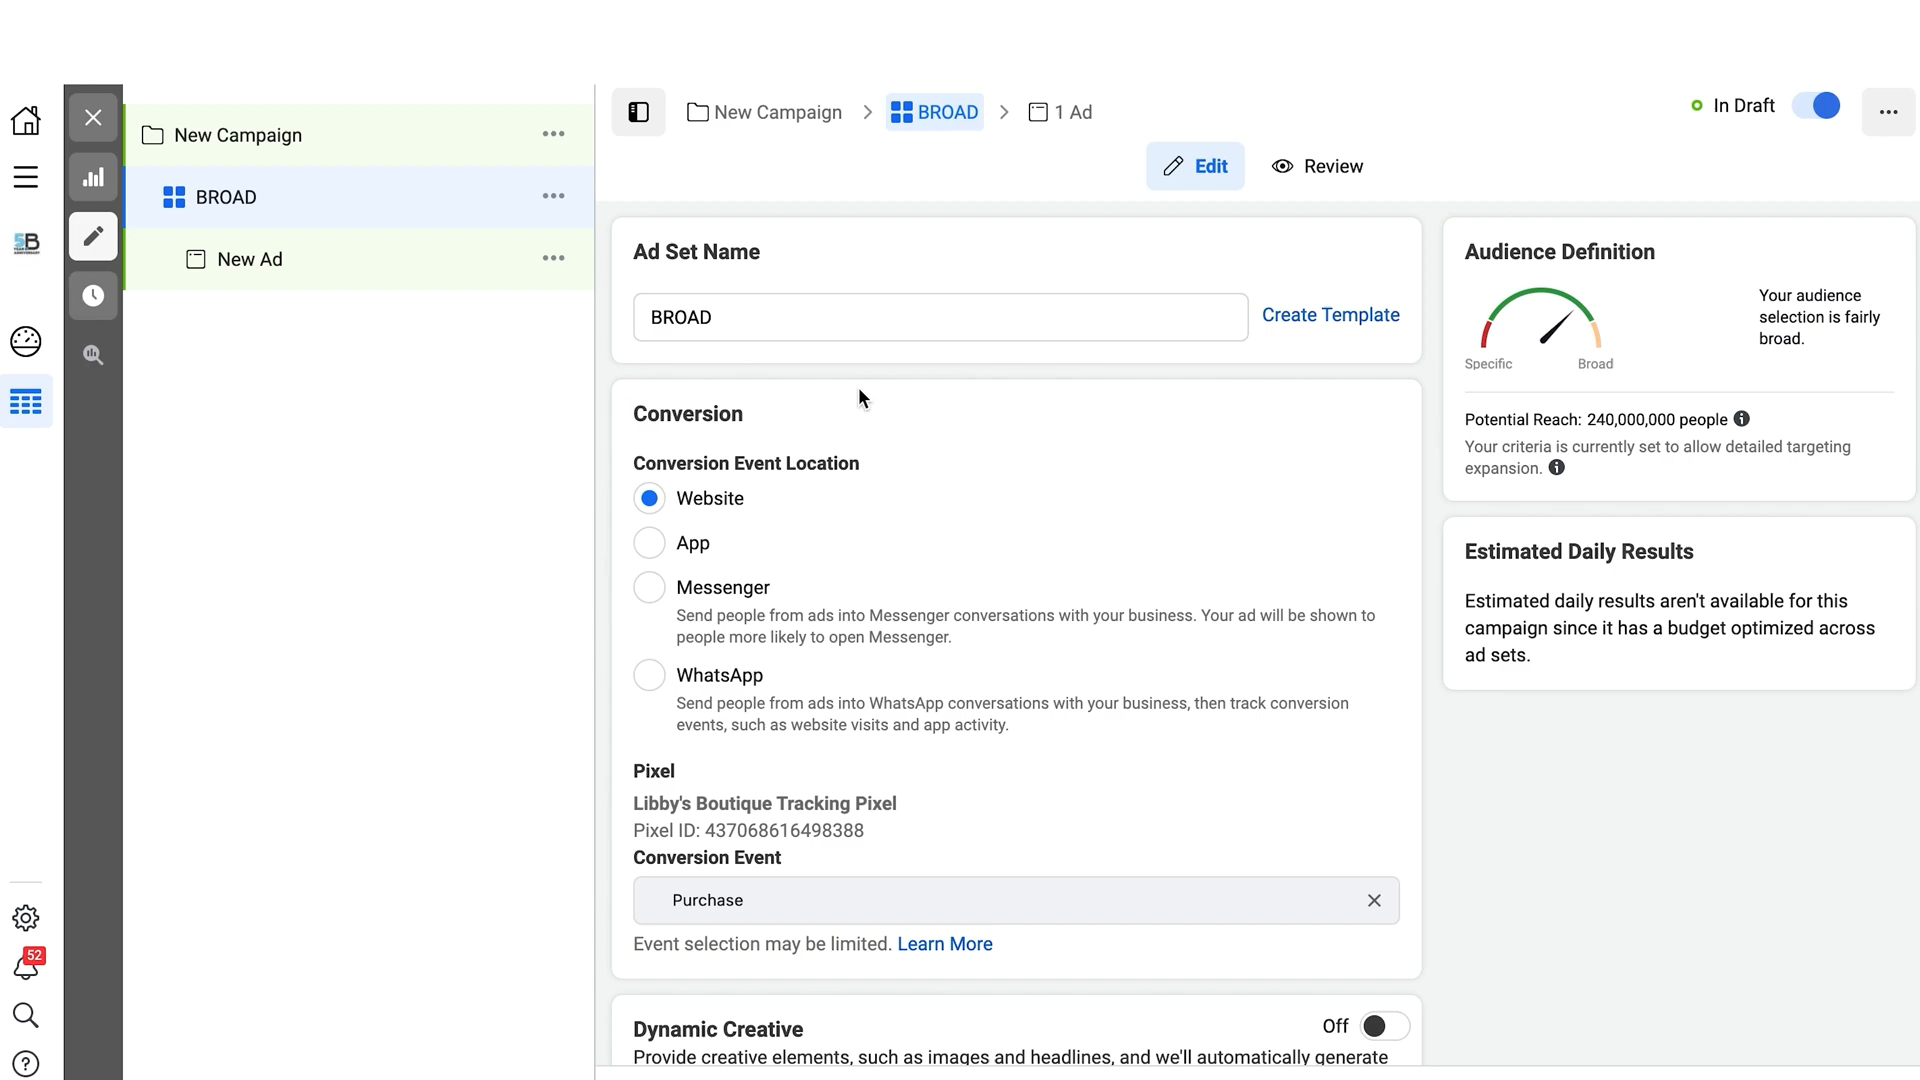 New Campaign
BROAD
New Ad
New Campaign
BROAD
1 Ad
In Draft
Edit
Review
Ad Set Name
BROAD
Create Template
Conversion
Conversion Event Location
Website
App
Messenger
Send people from ads into Messenger conversations with your business. Your ad will be shown to
people more likely to open Messenger.
WhatsApp
Send people from ads into WhatsApp conversations with your business, then track conversion
events, such as website visits and app activity.
Pixel
Libby's Boutique Tracking Pixel
Pixel ID: 437068616498388
Conversion Event
Purchase
Event selection may be limited. Learn More
Dynamic Creative
Off
Provide creative elements, such as images and headlines, and we'll automatically generate
Audience Definition
Your audience
selection is fairly
broad.
Specific
Broad
Potential Reach: 240,000,000 people
Your criteria is currently set to allow detailed targeting
expansion.
Estimated Daily Results
Estimated daily results aren't available for this
campaign since it has a budget optimized across
ad sets.
52